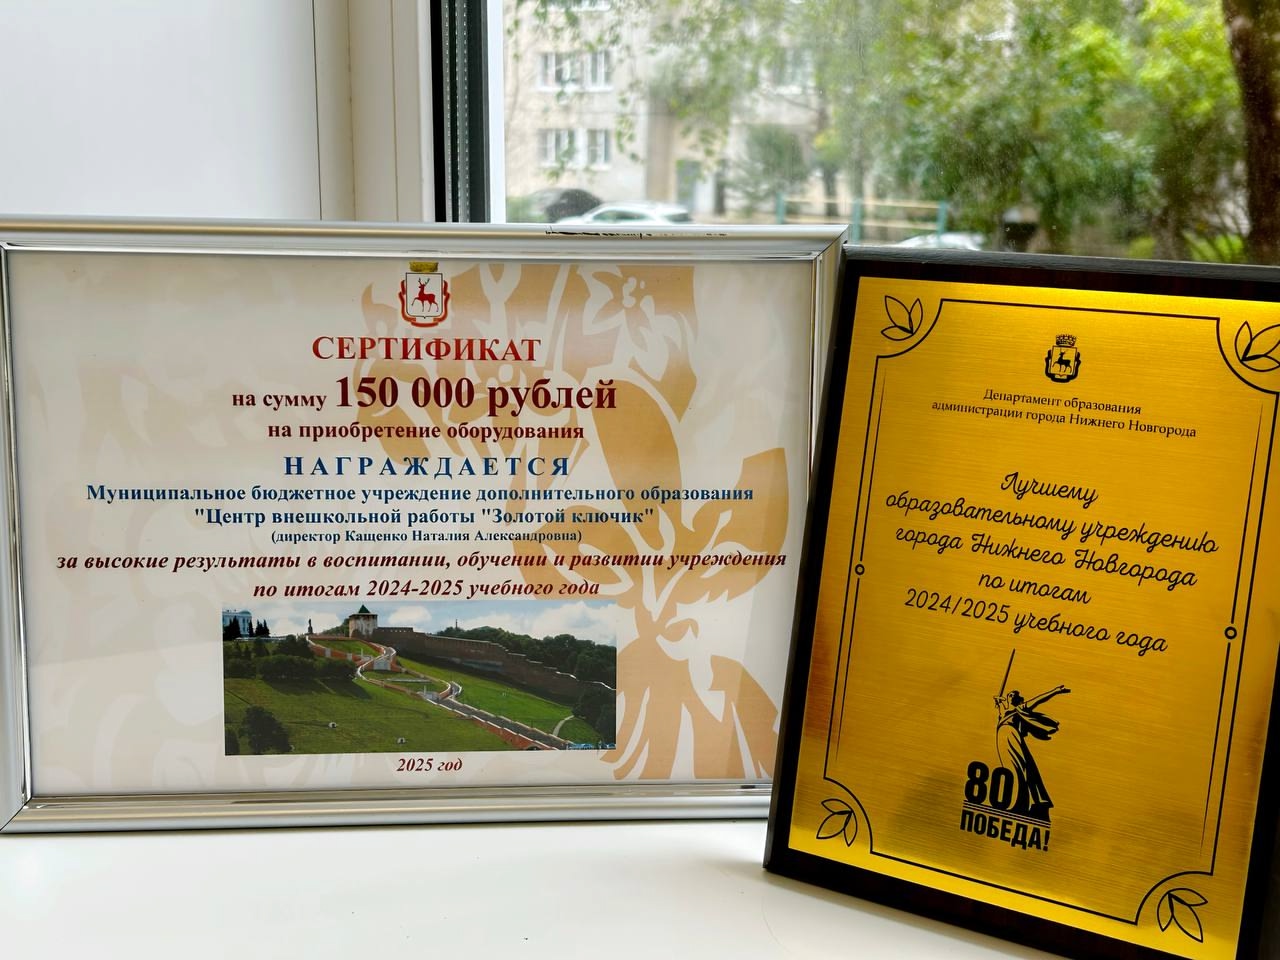 СЕРТИФИКАТ
на сумму 150 000 рублей
на приобретение оборудования
НАГРАЖДАЕТСЯ
Муниципальное бюджетное учреждение дополнительного образования
"Центр внешкольной работы "Золотой ключик"
(директор Кащенко Наталия Александровна)
за высокие результаты в воспитании, обучении и развитии учреждения
по итогам 2024-2025 учебного года
2025 год
Департамент образования
администрации города Нижнего Новгорода
Лучшему
образовательному учреждению
города Нижнего Новгорода
по итогам
2024/2025 учебного года
80
ПОБЕДА!